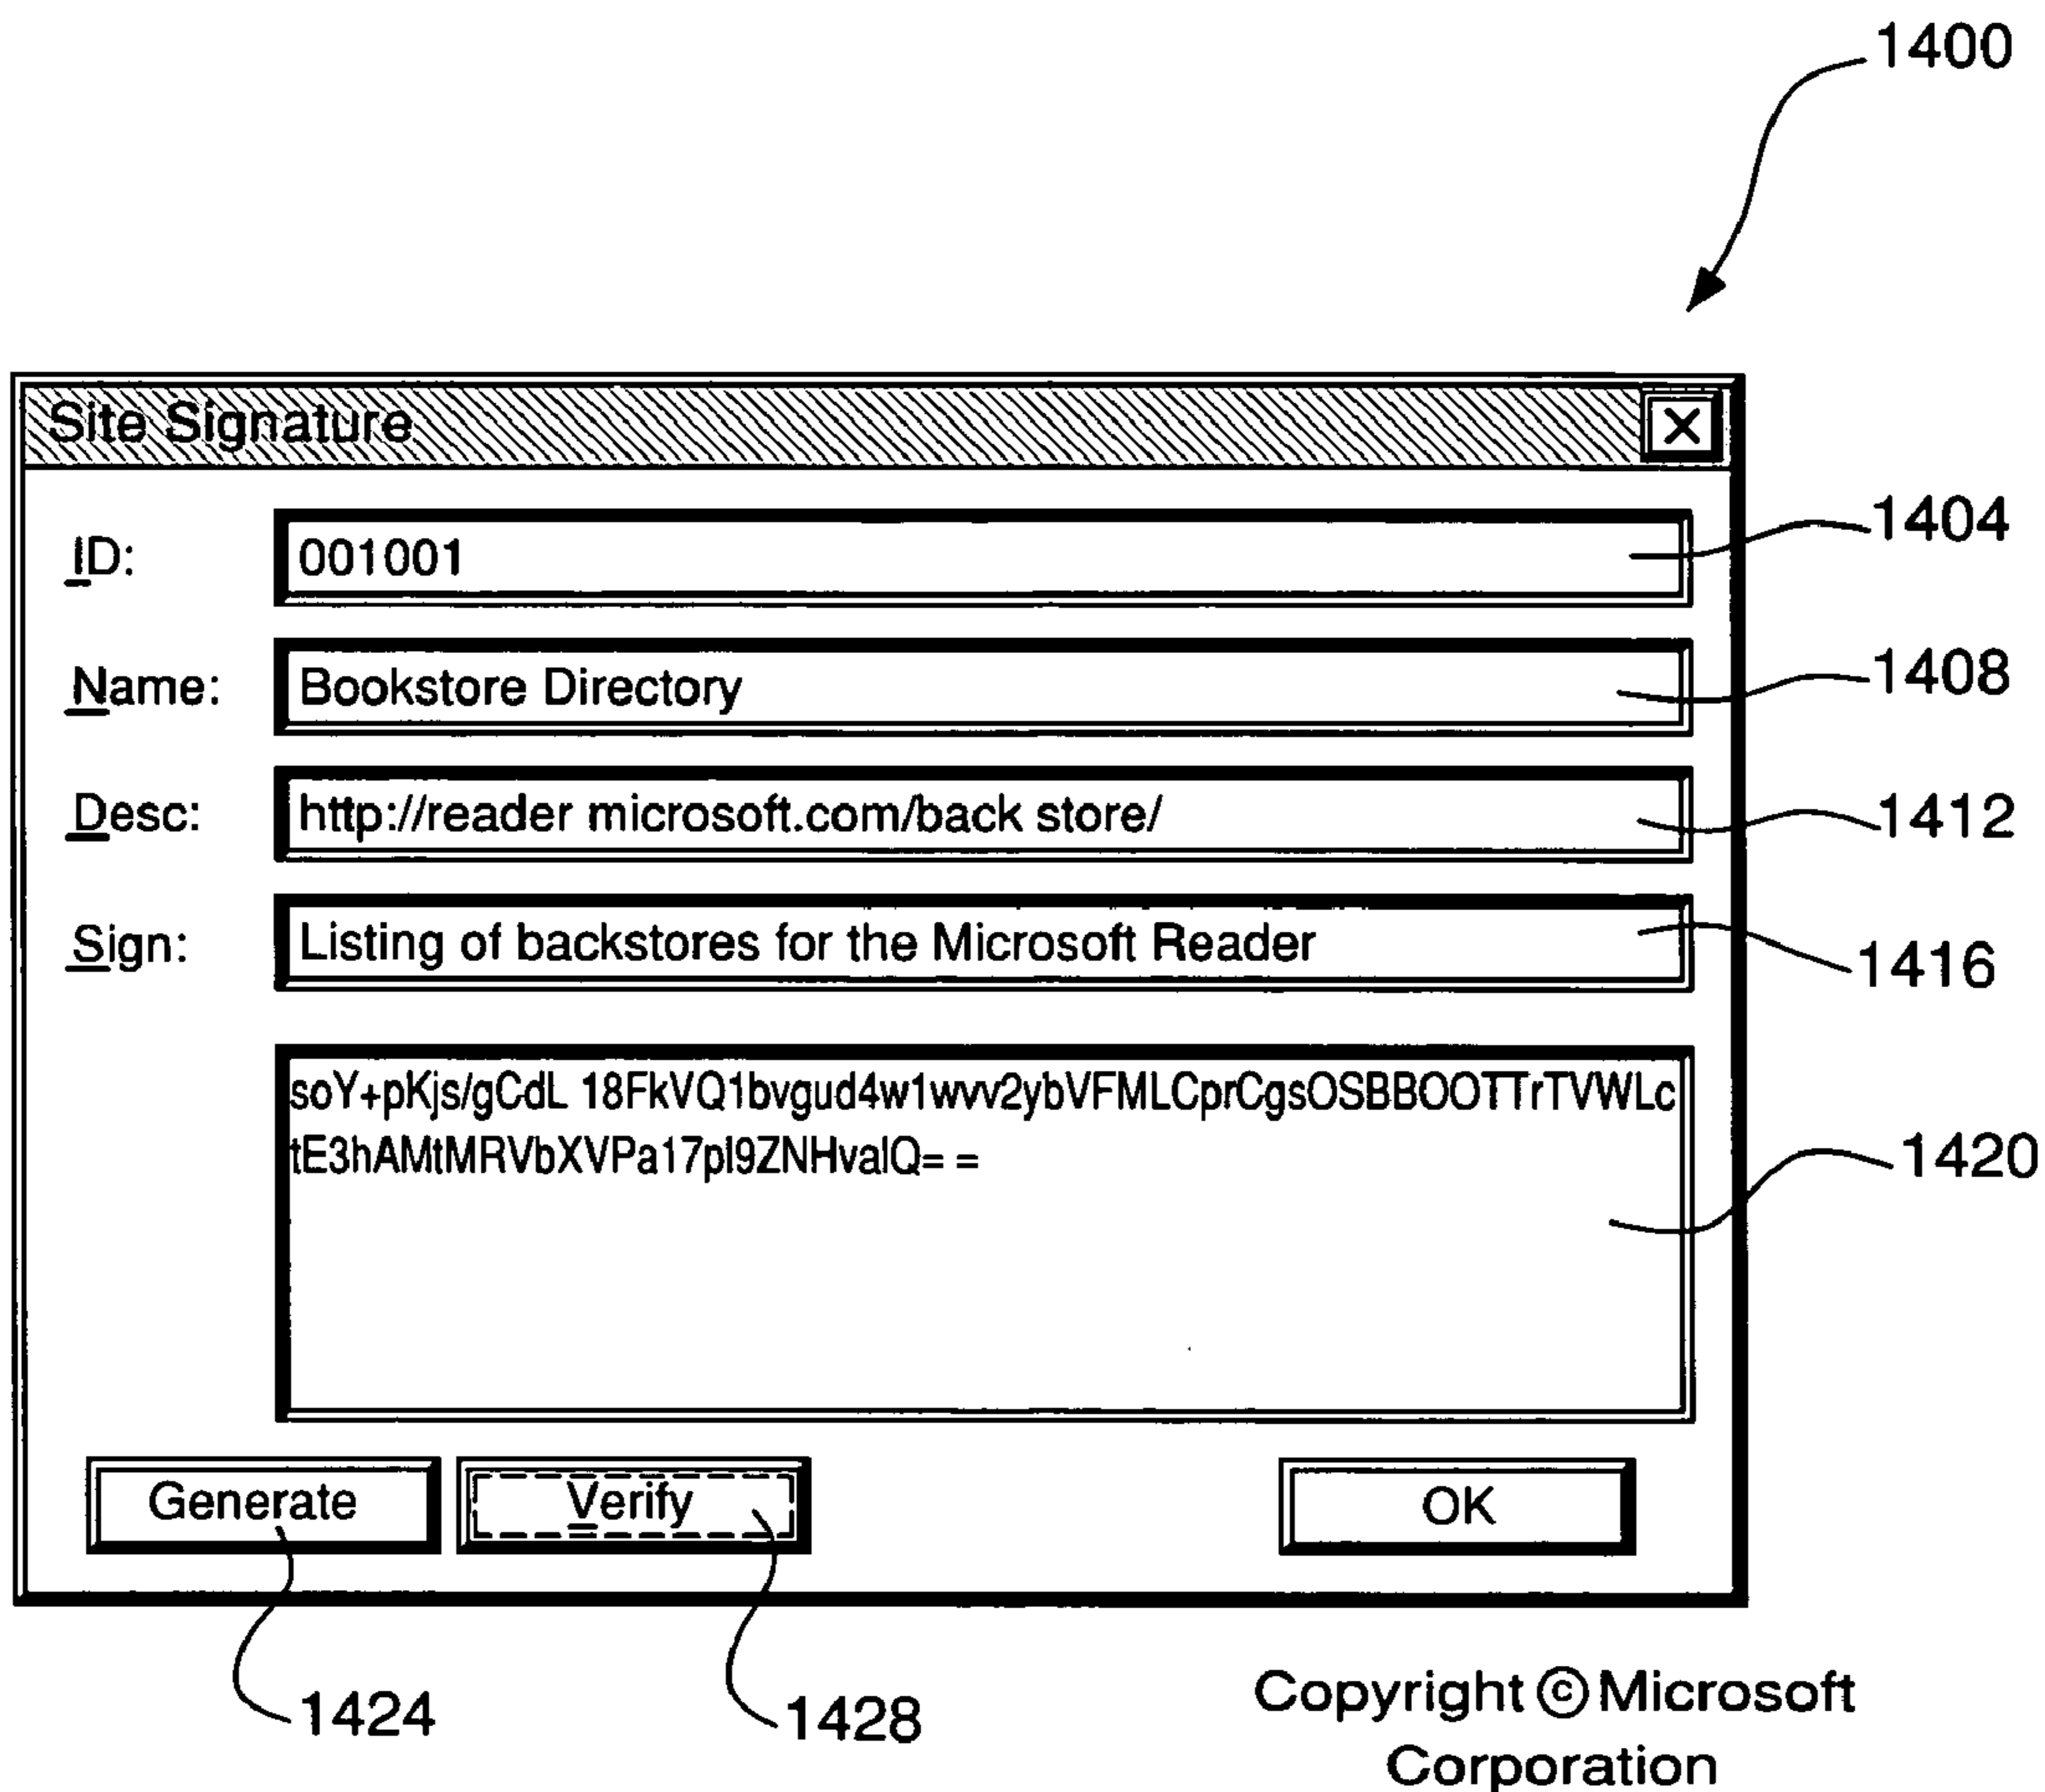 1400
Site Signature X
ID: 001001 1404
Name: Bookstore Directory 1408
Desc: http://reader microsoft.com/back store/ 1412
Sign: Listing of backstores for the Microsoft Reader 1416
soY+pKjs/gCdL 18FkVQ1bvgud4w1wvv2ybVFMLCprCgsOSBBOOTTrTVWLc
tE3hAMtMRVbXVPa17pl9ZNHvalQ= =
1420
Generate Verify OK
1424 1428
Copyright © Microsoft
Corporation